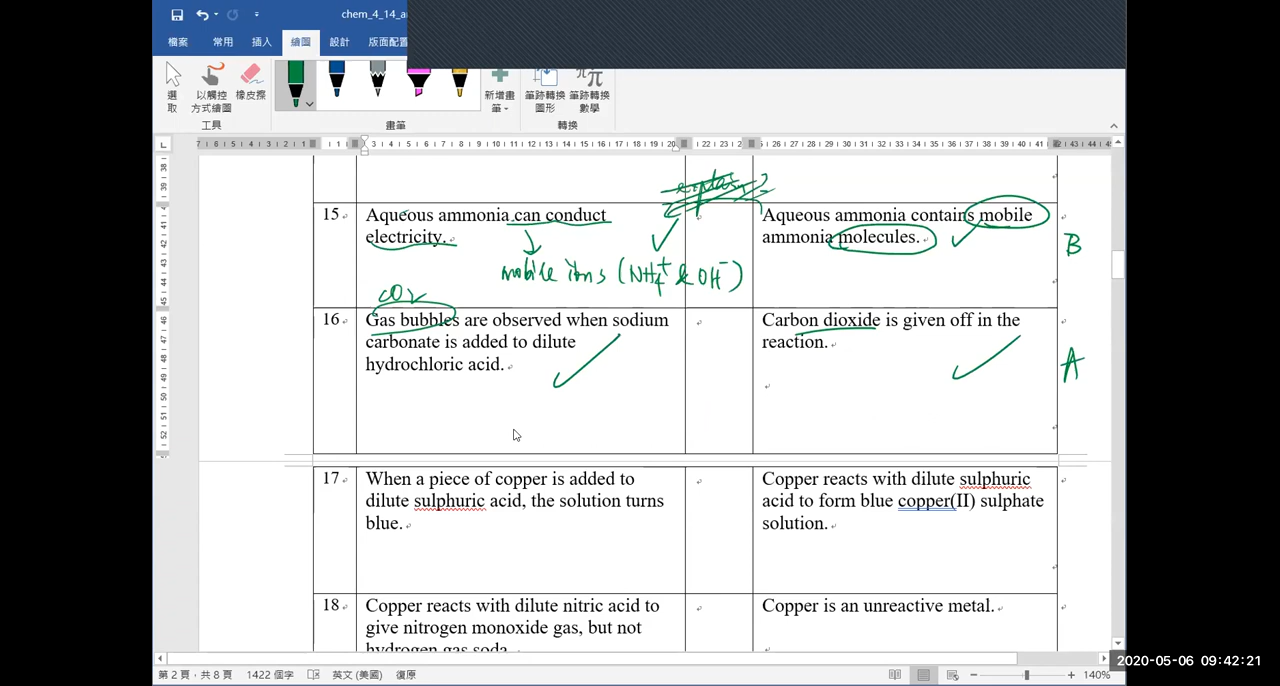 chem_4_14_a
檔案 常用 插入 繪圖 設計 版面配置
選取 以觸控方式繪圖 橡皮擦 新增畫筆 筆跡轉換圖形 筆跡轉換數學
工具 畫筆 轉換
15 Aqueous ammonia can conduct Aqueous ammonia contains mobile
electricity. ammonia molecules. B
mobile ions (NH4+ & OH-)
CO2
16 Gas bubbles are observed when sodium Carbon dioxide is given off in the
carbonate is added to dilute reaction.
hydrochloric acid. A
17 When a piece of copper is added to Copper reacts with dilute sulphuric
dilute sulphuric acid, the solution turns acid to form blue copper(II) sulphate
blue. solution.
18 Copper reacts with dilute nitric acid to Copper is an unreactive metal.
give nitrogen monoxide gas, but not
hydrogen gas soda.
第 2 頁，共 8 頁 1422 個字 英文 (美國) 復原 140%
2020-05-06 09:42:21